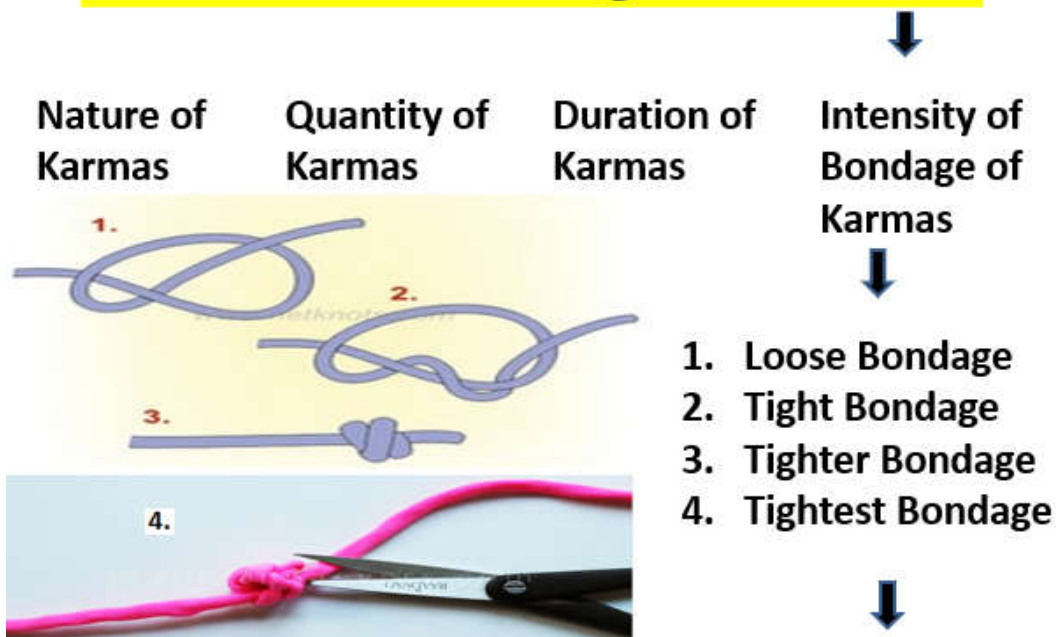 Nature of
Karmas
Quantity of
Karmas
Duration of
Karmas
Intensity of
Bondage of
Karmas
1.
2.
3.
4.
1. Loose Bondage
2. Tight Bondage
3. Tighter Bondage
4. Tightest Bondage